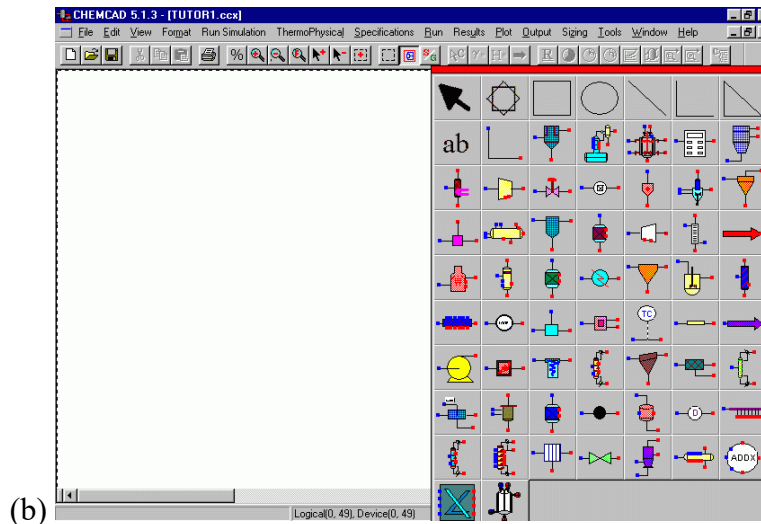 CHEMCAD 5.1.3 - [TUTOR1.ccx]
File Edit View Format Run Simulation ThermoPhysical Specifications Run Results Plot Output Sizing Tools Window Help
% S G R
ab
TC
D
ADDX
Logical(0, 49), Device(0, 49)
(b)